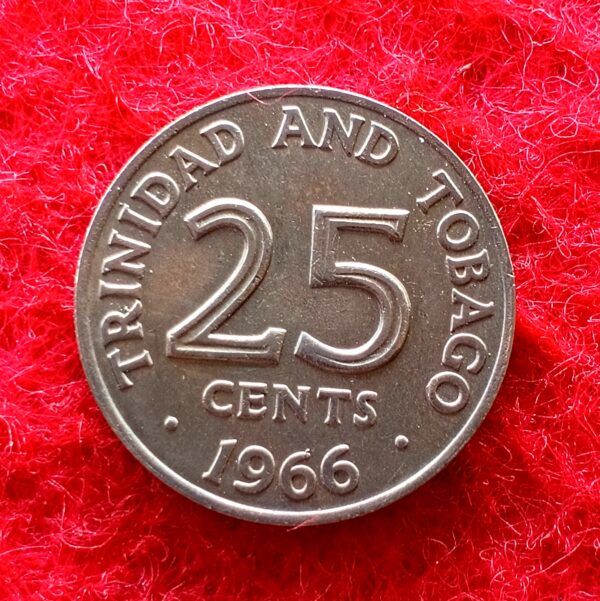 TRINIDAD AND TOBAGO
25
CENTS
· 1966 ·